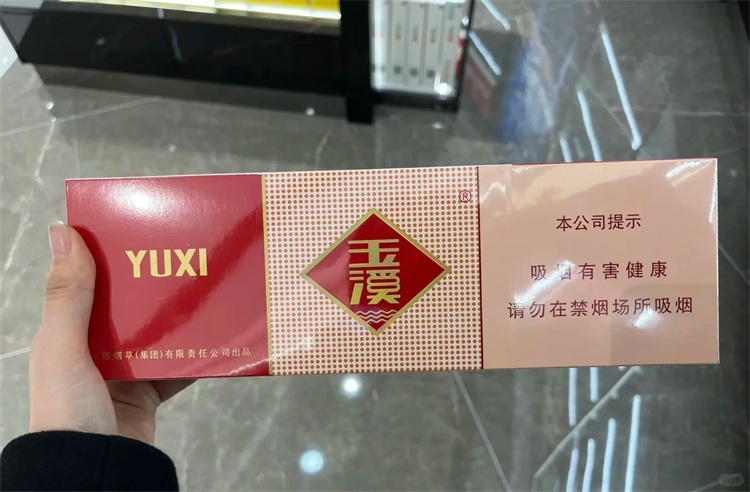 YUXI
烟草(集团)有限责任公司出品
®
玉溪
本公司提示
吸烟有害健康
请勿在禁烟场所吸烟